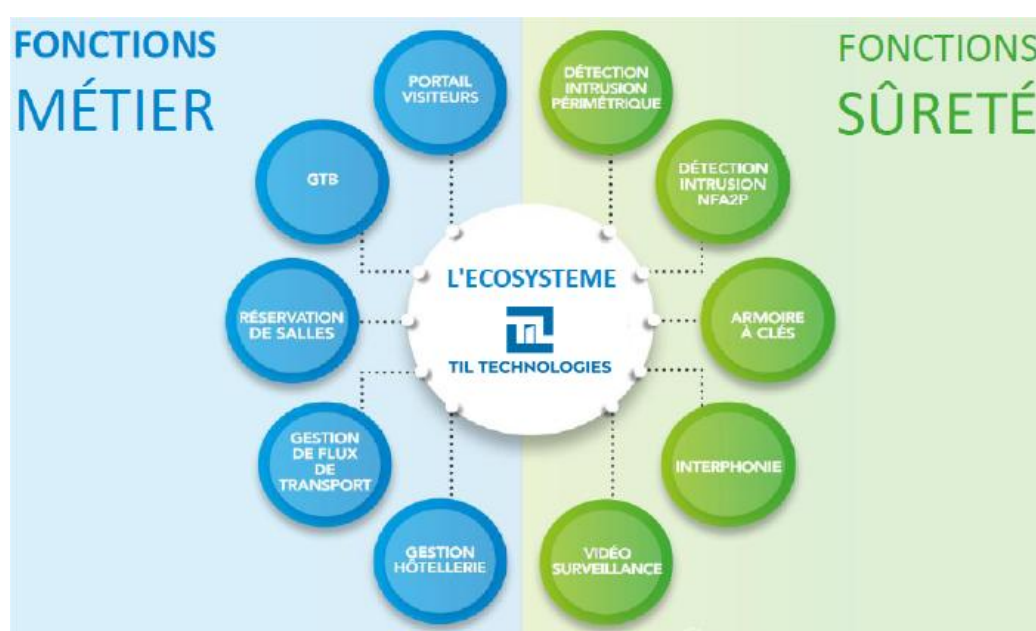 FONCTIONS
MÉTIER
FONCTIONS
SÛRETÉ
PORTAIL
VISITEURS
GTB
RÉSERVATION
DE SALLES
GESTION
DE FLUX
DE
TRANSPORT
GESTION
HÔTELLERIE
L'ECOSYSTEME
TIL
TIL TECHNOLOGIES
DÉTECTION
INTRUSION
PÉRIMÉTRIQUE
DÉTECTION
INTRUSION
NFA2P
ARMOIRE
À CLÉS
INTERPHONIE
VIDÉO
SURVEILLANCE